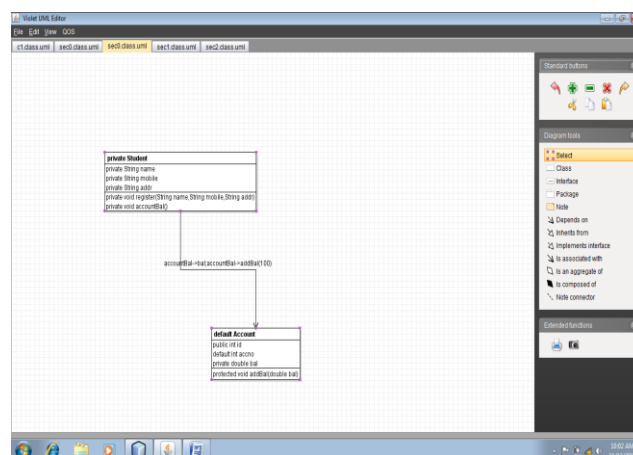 Violet UML Editor
File Edit View QOS
c1.class.uml sec0.class.uml sec0.class.uml sec1.class.uml sec2.class.uml
Standard buttons
Diagram tools
Select
Class
Interface
Package
Note
Depends on
Inherits from
Implements interface
Is associated with
Is an aggregate of
Is composed of
Note connector
Extended functions
private Student
private String name
private String mobile
private String addr
private void register(String name,String mobile,String addr)
private void accountBal()
accountBal->bal;accountBal->addBal(100)
default Account
public int id
default int accno
private double bal
protected void addBal(double bal)
10:02 AM